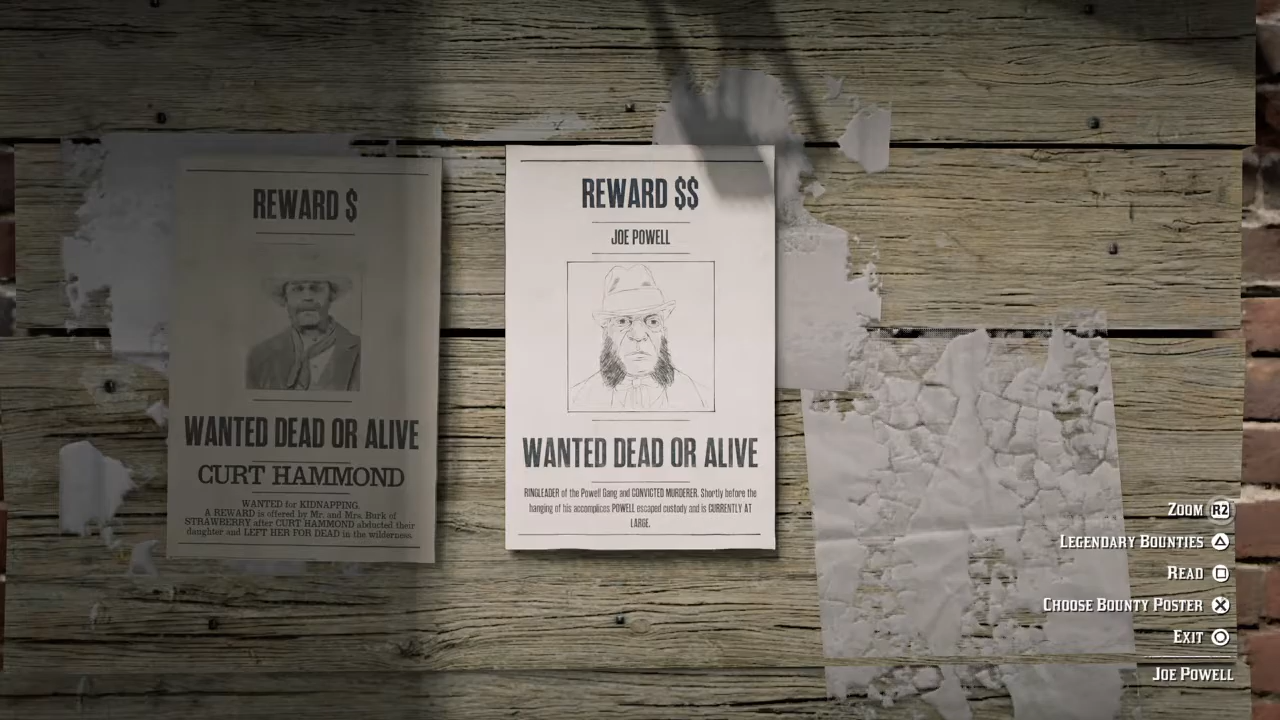 REWARD $
WANTED DEAD OR ALIVE
CURT HAMMOND
WANTED for KIDNAPPING.
A REWARD is offered by Mr. and Mrs. Burk of
STRAWBERRY after CURT HAMMOND abducted their
daughter and LEFT HER FOR DEAD in the wilderness.
REWARD $$
JOE POWELL
WANTED DEAD OR ALIVE
RINGLEADER of the Powell Gang and CONVICTED MURDERER. Shortly before the
hanging of his accomplices POWELL escaped custody and is CURRENTLY AT
LARGE.
ZOOM R2
LEGENDARY BOUNTIES
READ
CHOOSE BOUNTY POSTER
EXIT
JOE POWELL